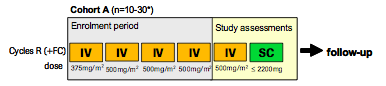 Cohort A (n=10-30*)
Enrolment period Study assessments
Cycles R (+FC) IV IV IV IV IV SC follow-up
dose 375mg/m² 500mg/m² 500mg/m² 500mg/m² 500mg/m² ≤ 2200mg